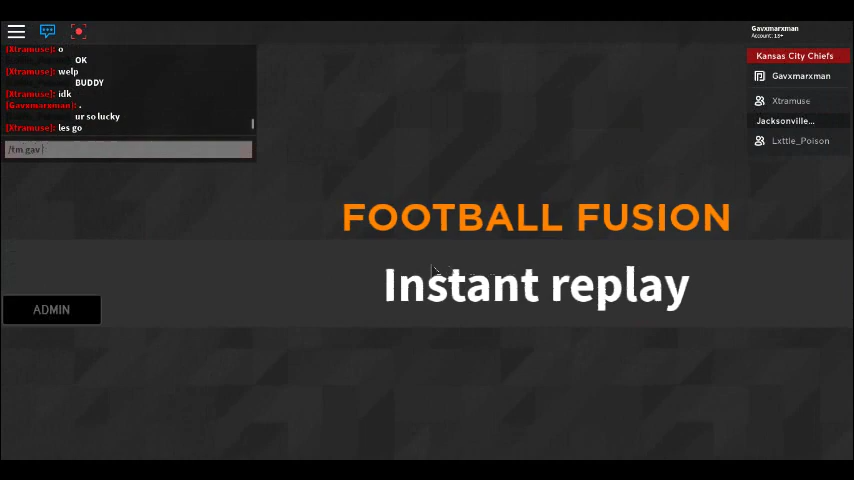 Gavxmarxman
Account: 13+
[Xtramuse]: o
OK
[Xtramuse]: welp
BUDDY
[Xtramuse]: idk
[Gavxmarxman]: .
ur so lucky
[Xtramuse]: les go
/tm gav
Kansas City Chiefs
Gavxmarxman
Xtramuse
Jacksonville...
Lxttle_Poison
FOOTBALL FUSION
Instant replay
ADMIN